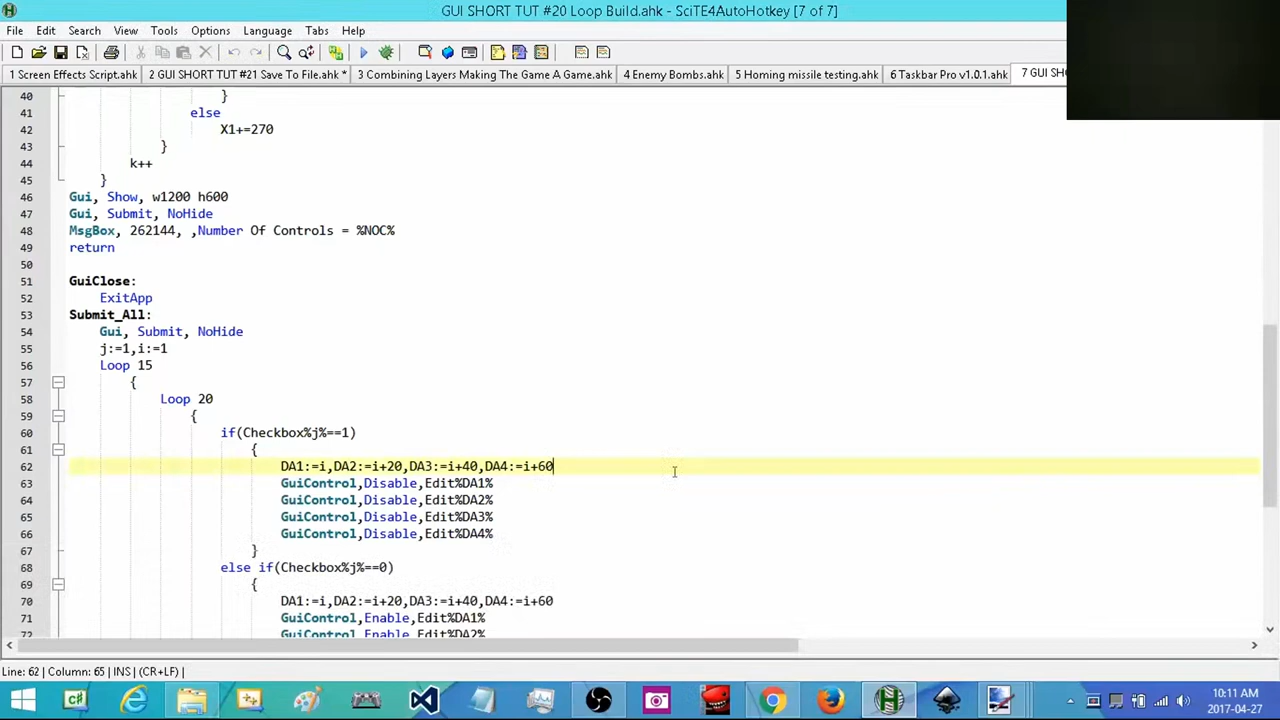 GUI SHORT TUT #20 Loop Build.ahk - SciTE4AutoHotkey [7 of 7]
File Edit Search View Tools Options Language Tabs Help
1 Screen Effects Script.ahk 2 GUI SHORT TUT #21 Save To File.ahk * 3 Combining Layers Making The Game A Game.ahk 4 Enemy Bombs.ahk 5 Homing missile testing.ahk 6 Taskbar Pro v1.0.1.ahk 7 GUI SHO
40 }
41 else
42 X1+=270
43 }
44 k++
45 }
46 Gui, Show, w1200 h600
47 Gui, Submit, NoHide
48 MsgBox, 262144, ,Number Of Controls = %NOC%
49 return
50
51 GuiClose:
52 ExitApp
53 Submit_All:
54 Gui, Submit, NoHide
55 j:=1,i:=1
56 Loop 15
57 {
58 Loop 20
59 {
60 if(Checkbox%j%==1)
61 {
62 DA1:=i,DA2:=i+20,DA3:=i+40,DA4:=i+60
63 GuiControl,Disable,Edit%DA1%
64 GuiControl,Disable,Edit%DA2%
65 GuiControl,Disable,Edit%DA3%
66 GuiControl,Disable,Edit%DA4%
67 }
68 else if(Checkbox%j%==0)
69 {
70 DA1:=i,DA2:=i+20,DA3:=i+40,DA4:=i+60
71 GuiControl,Enable,Edit%DA1%
72 GuiControl,Enable,Edit%DA2%
Line: 62 | Column: 65 | INS | (CR+LF)
10:11 AM
2017-04-27